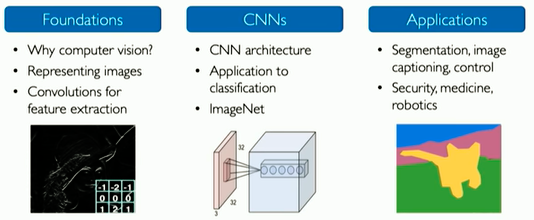 Foundations
• Why computer vision?
• Representing images
• Convolutions for
feature extraction
-1 -2 -1
0 0 0
1 2 1
CNNs
• CNN architecture
• Application to
classification
• ImageNet
32
32
3
Applications
• Segmentation, image
captioning, control
• Security, medicine,
robotics